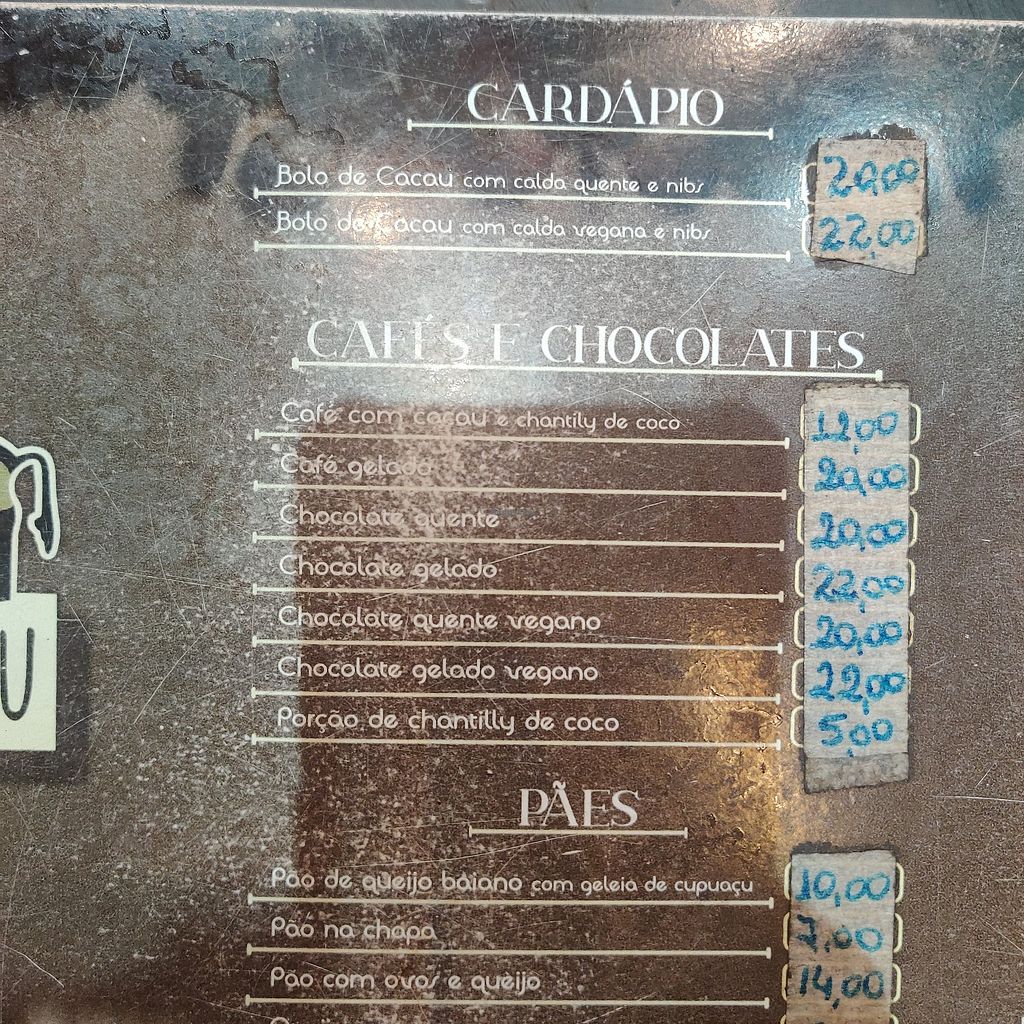 CARDÁPIO
Bolo de Cacau com calda quente e nibs 20,00
Bolo de Cacau com calda vegana e nibs 22,00
CAFÉS E CHOCOLATES
Café com cacau e chantily de coco 12,00
Café gelado 20,00
Chocolate quente 20,00
Chocolate gelado 22,00
Chocolate quente vegano 20,00
Chocolate gelado vegano 22,00
Porção de chantilly de coco 5,00
PÃES
Pão de queijo baiano com geleia de cupuaçu 10,00
Pão na chapa 7,00
Pão com ovos e queijo 14,00